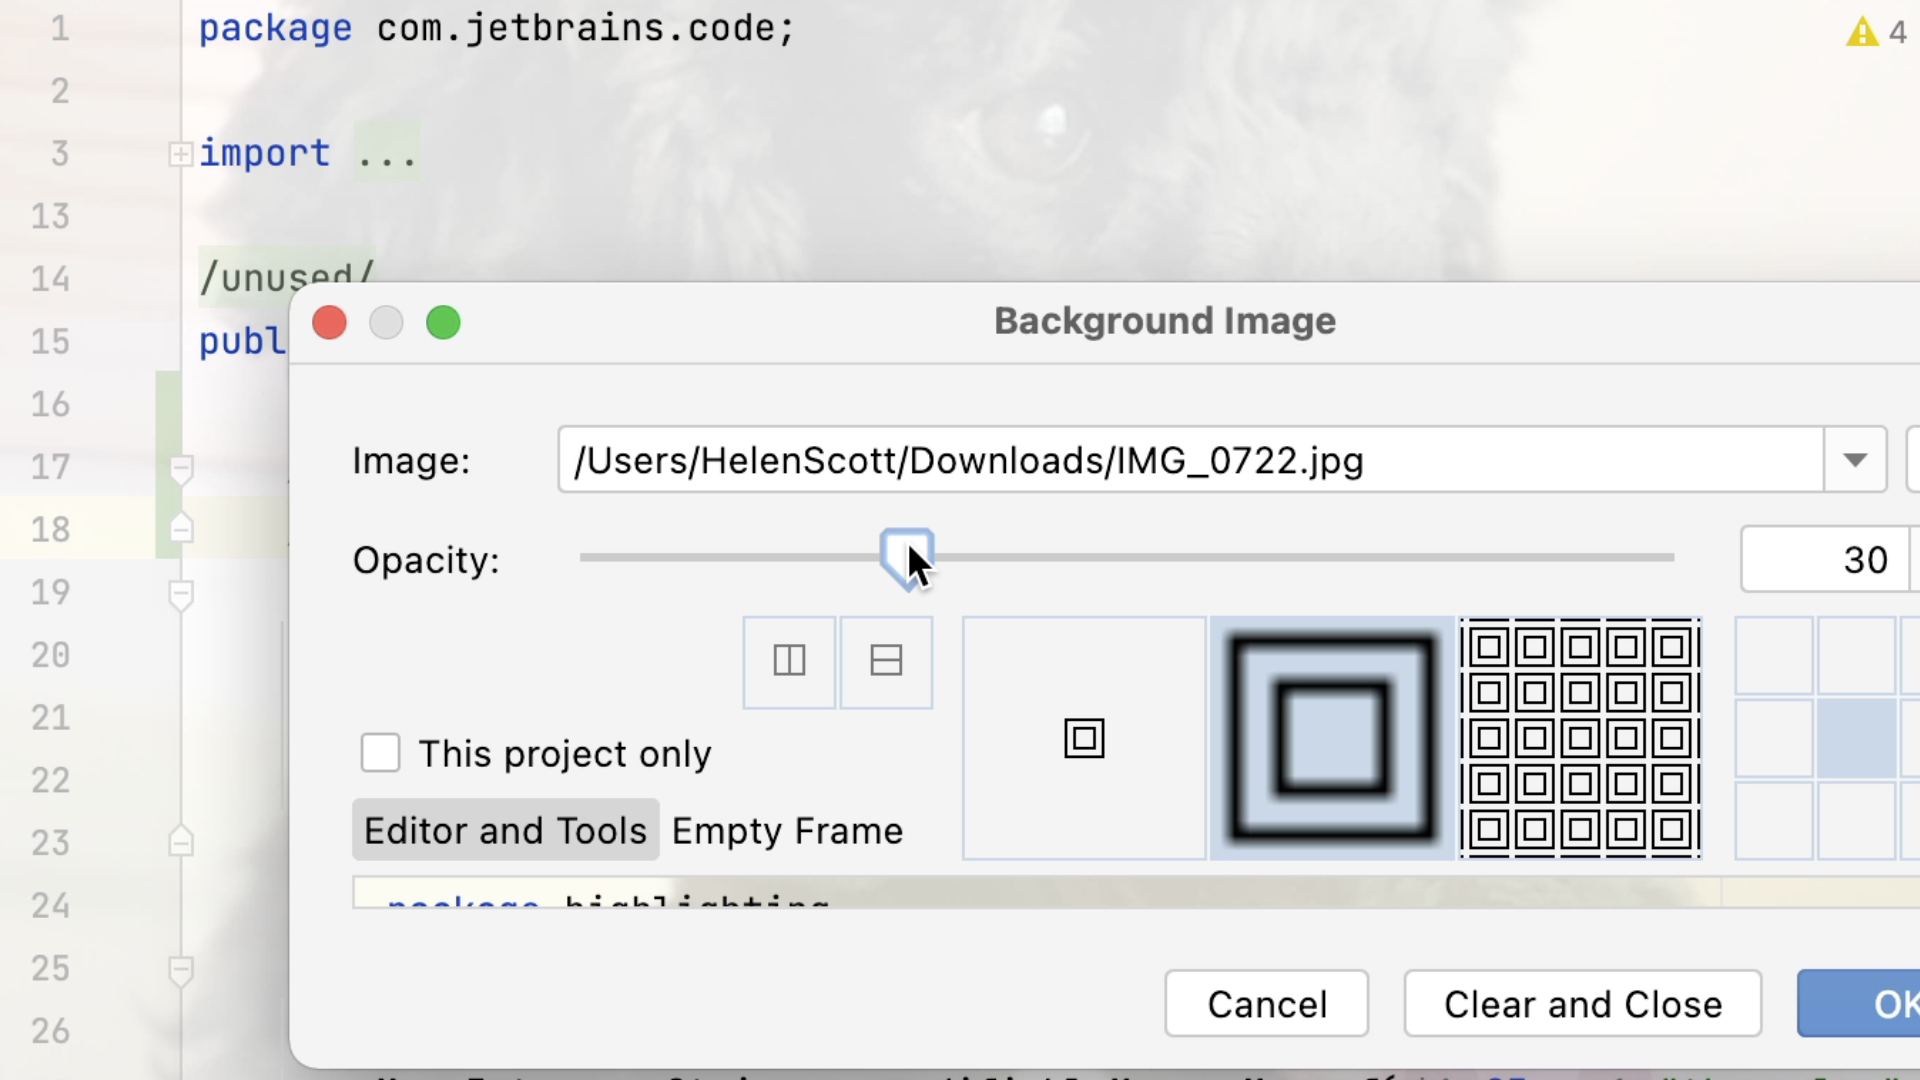 1 package com.jetbrains.code;
4
2
3 import ...
13
14 /unused/
15 publ
Background Image
16
17
Image: /Users/HelenScott/Downloads/IMG_0722.jpg
18
Opacity: 30
19
20
21
22
This project only
23
Editor and Tools Empty Frame
24
package highlighting
25
Cancel Clear and Close OK
26